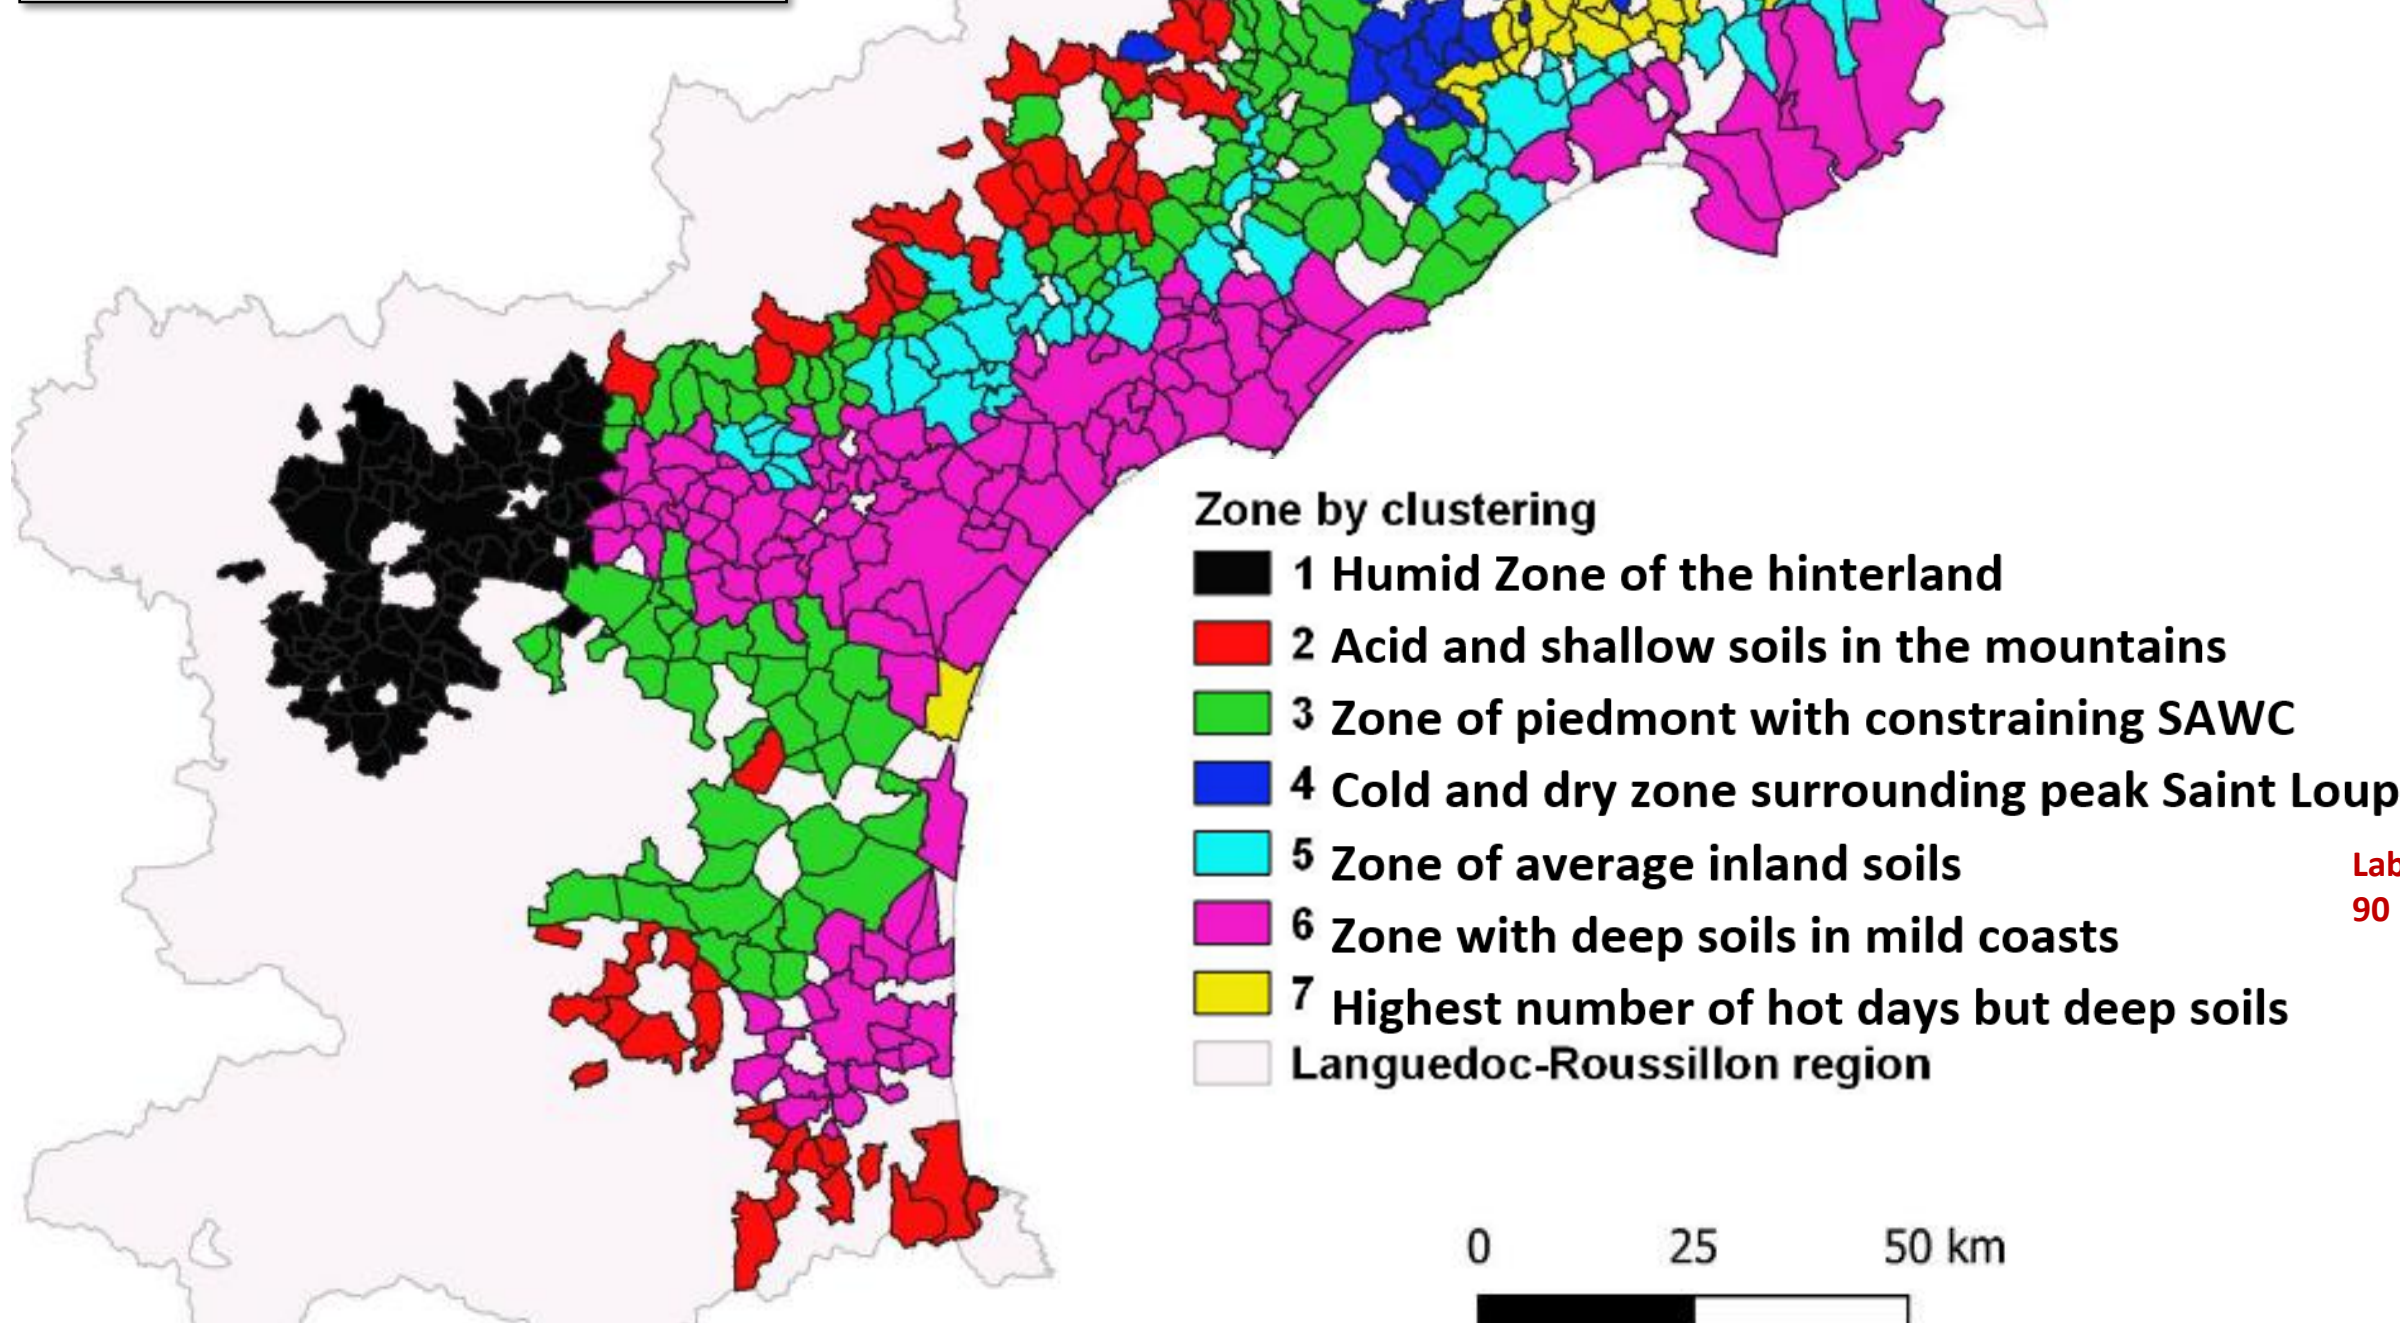 Zone by clustering
1 Humid Zone of the hinterland
2 Acid and shallow soils in the mountains
3 Zone of piedmont with constraining SAWC
4 Cold and dry zone surrounding peak Saint Loup
5 Zone of average inland soils
6 Zone with deep soils in mild coasts
7 Highest number of hot days but deep soils
Languedoc-Roussillon region
Lab
90
0 25 50 km